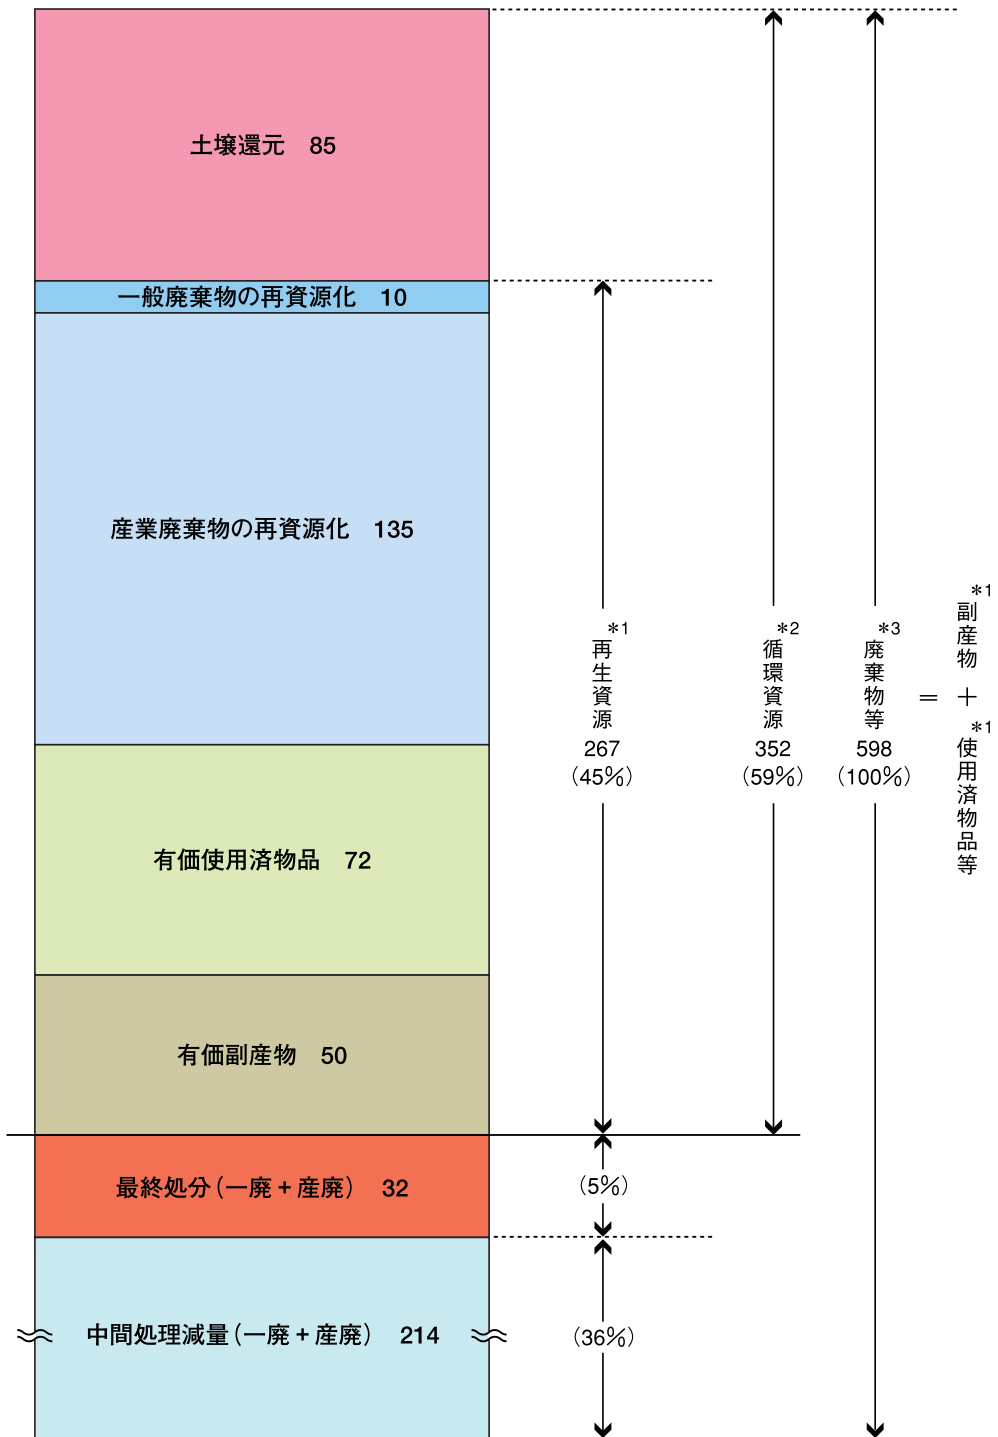 土壌還元 85
一般廃棄物の再資源化 10
産業廃棄物の再資源化 135
有価使用済物品 72
有価副産物 50
最終処分(一廃+産廃) 32
中間処理減量(一廃+産廃) 214
再生資源*1
267
(45%)
(5%)
(36%)
循環資源*2
352
(59%)
廃棄物等*3
598
(100%)
= 副産物*1 + 使用済物品等*1